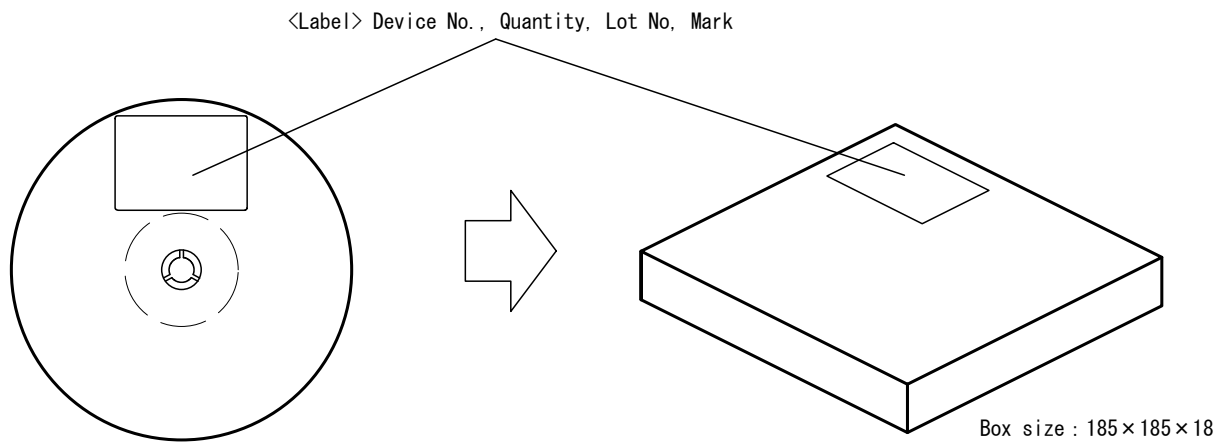 <Label> Device No., Quantity, Lot No, Mark
Box size : 185×185×18